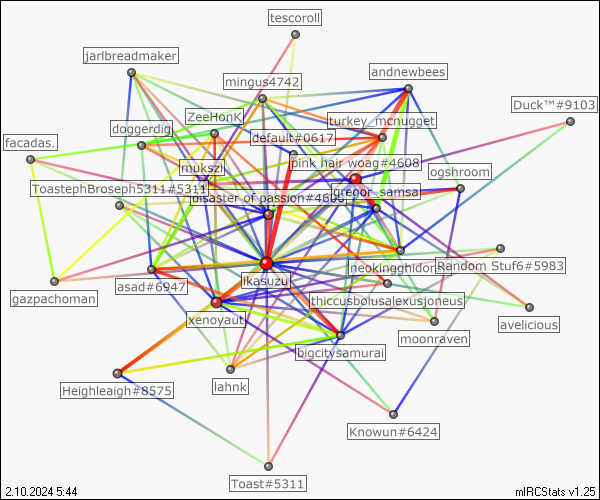 tescoroll
jarlbreadmaker
andnewbees
mingus4742
Duck™#9103
ZeeHonK
turkey_mcnugget
doggerdig
default#0617
facadas.
pink hair woag#4608
mukszii
ogshroom
ToastephBroseph5311#5311
gregor_samsa
disaster of passion#4600
neokingghidorah
Random Stuf6#5983
ikasuzu
asad#6947
gazpachoman
thiccusbolusalexusjoneus
xenoyaut
avelicious
moonraven
bigcitysamurai
Heighleaigh#8575
lahnk
Knowun#6424
Toast#5311
2.10.2024 5:44
mIRCStats v1.25